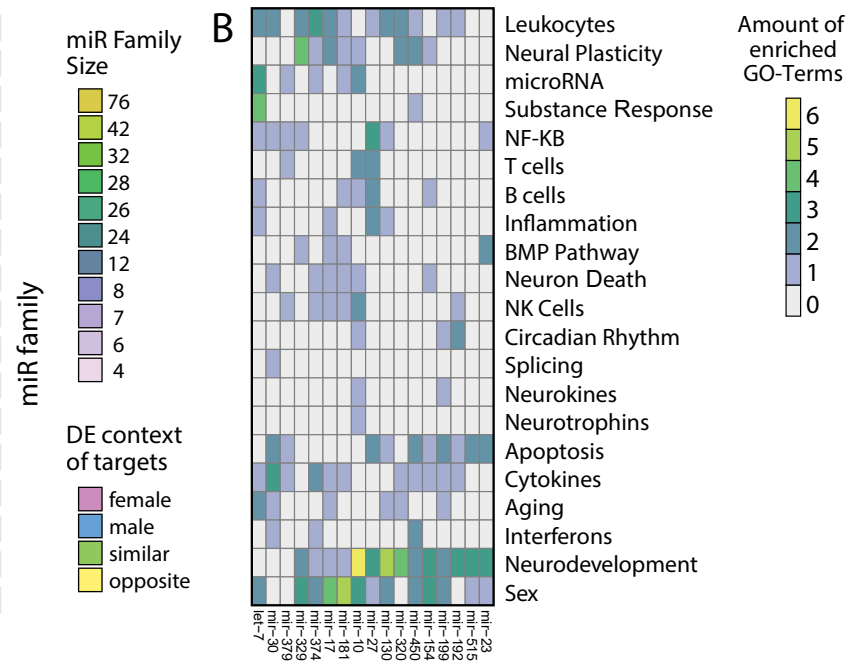 miR Family
Size
76
42
32
28
26
24
12
8
7
6
4
miR family
DE context
of targets
female
male
similar
opposite
B
Leukocytes
Neural Plasticity
microRNA
Substance Response
NF-KB
T cells
B cells
Inflammation
BMP Pathway
Neuron Death
NK Cells
Circadian Rhythm
Splicing
Neurokines
Neurotrophins
Apoptosis
Cytokines
Aging
Interferons
Neurodevelopment
Sex
let-7
mir-30
mir-379
mir-329
mir-374
mir-17
mir-181
mir-10
mir-27
mir-130
mir-320
mir-450
mir-154
mir-199
mir-192
mir-515
mir-23
Amount of
enriched
GO-Terms
6
5
4
3
2
1
0